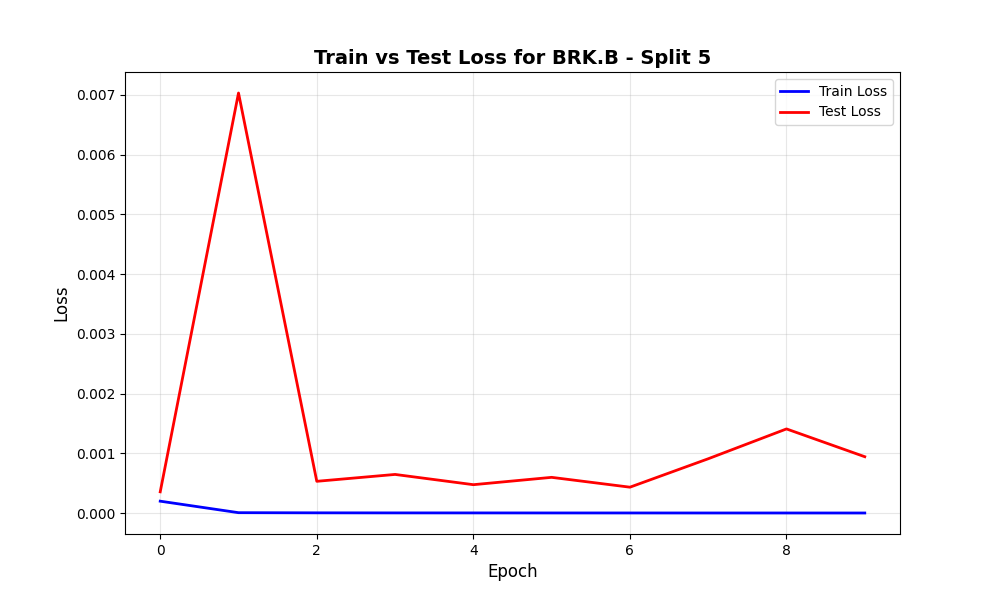 Train vs Test Loss for BRK.B - Split 5
Train Loss
Test Loss
0.007
0.006
0.005
0.004
0.003
0.002
0.001
0.000
Loss
0 2 4 6 8
Epoch